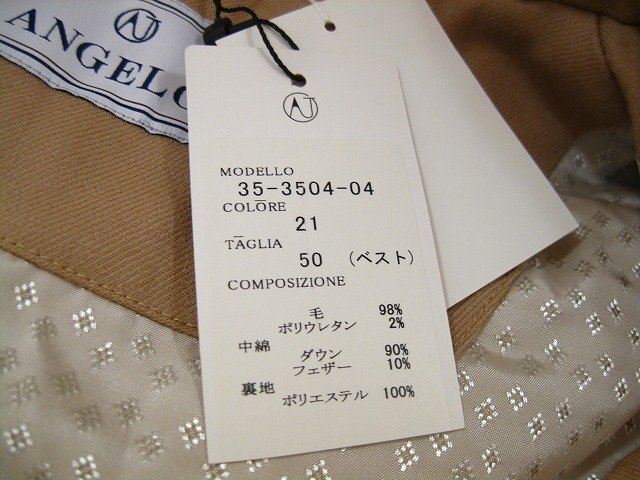 AJ
ANGELO
AJ
MODELLO
35-3504-04
COLORE
21
TAGLIA
50 (ベスト)
COMPOSIZIONE
毛 98%
ポリウレタン 2%
中綿
ダウン 90%
フェザー 10%
裏地
ポリエステル 100%